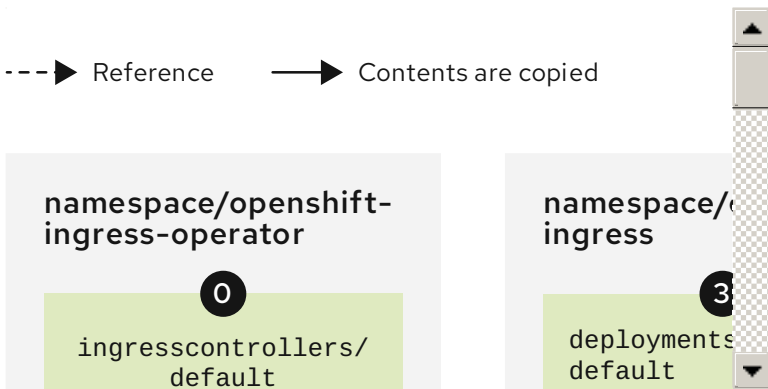 Reference
Contents are copied
namespace/openshift-
ingress-operator
0
ingresscontrollers/
default
namespace/
ingress
3
deployments
default